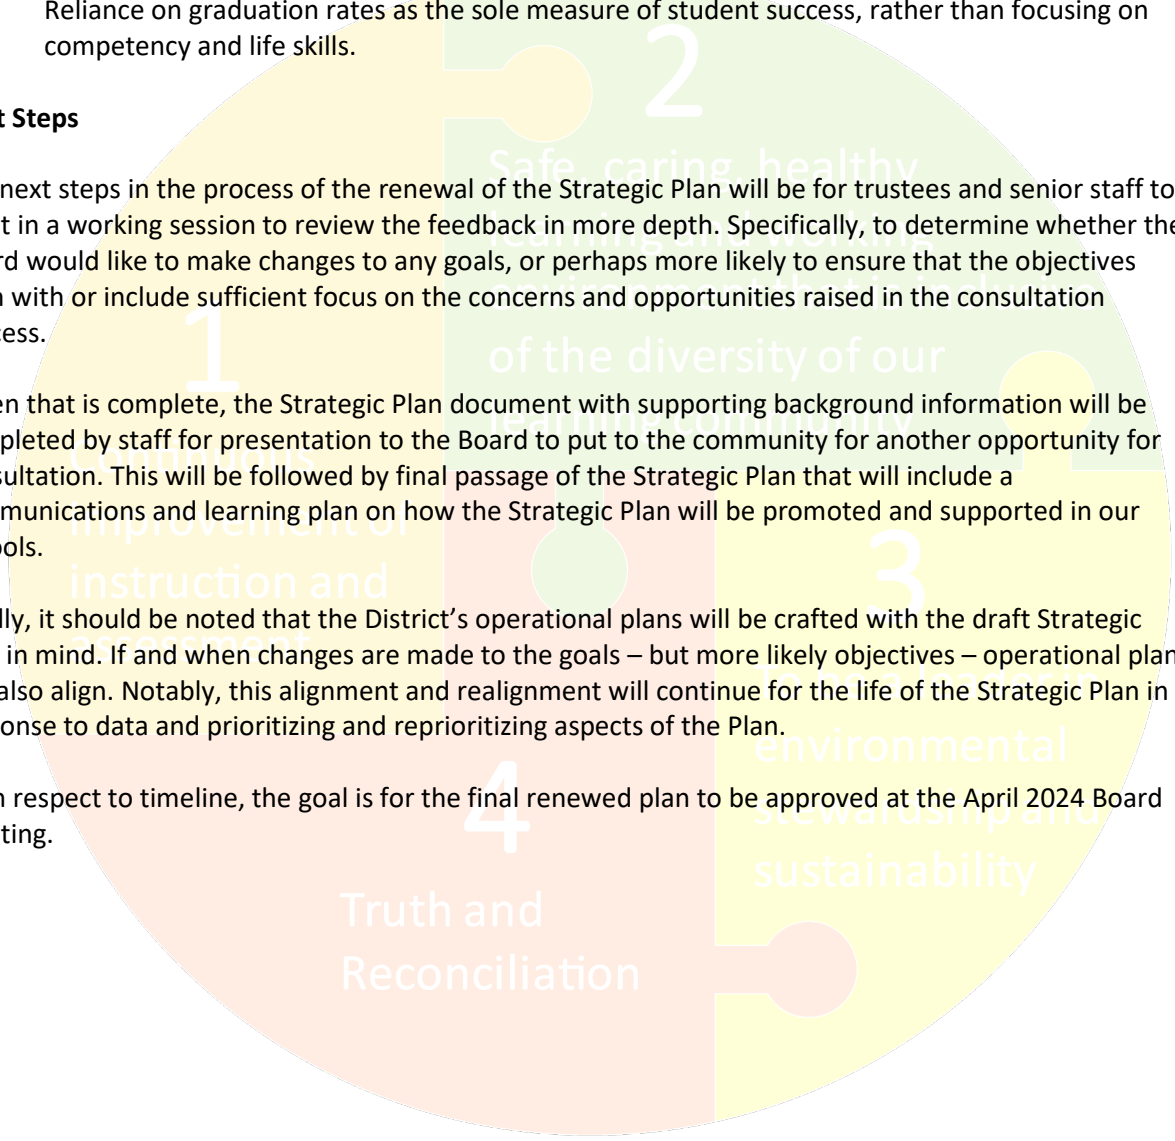 Reliance on graduation rates as the sole measure of student success, rather than focusing on
competency and life skills.
t Steps
next steps in the process of the renewal of the Strategic Plan will be for trustees and senior staff to
t in a working session to review the feedback in more depth. Specifically, to determine whether the
rd would like to make changes to any goals, or perhaps more likely to ensure that the objectives
n with or include sufficient focus on the concerns and opportunities raised in the consultation
cess.
en that is complete, the Strategic Plan document with supporting background information will be
pleted by staff for presentation to the Board to put to the community for another opportunity for
sultation. This will be followed by final passage of the Strategic Plan that will include a
munications and learning plan on how the Strategic Plan will be promoted and supported in our
ools.
lly, it should be noted that the District’s operational plans will be crafted with the draft Strategic
in mind. If and when changes are made to the goals – but more likely objectives – operational plan
also align. Notably, this alignment and realignment will continue for the life of the Strategic Plan in
onse to data and prioritizing and reprioritizing aspects of the Plan.
h respect to timeline, the goal is for the final renewed plan to be approved at the April 2024 Board
ting.
1
Continuous
improvement of
instruction and
assessment
2
Safe, caring, healthy
learning and working
environment that is inclusive
of the diversity of our
learning community
3
To be a leader in
environmental
stewardship and
sustainability
4
Truth and
Reconciliation